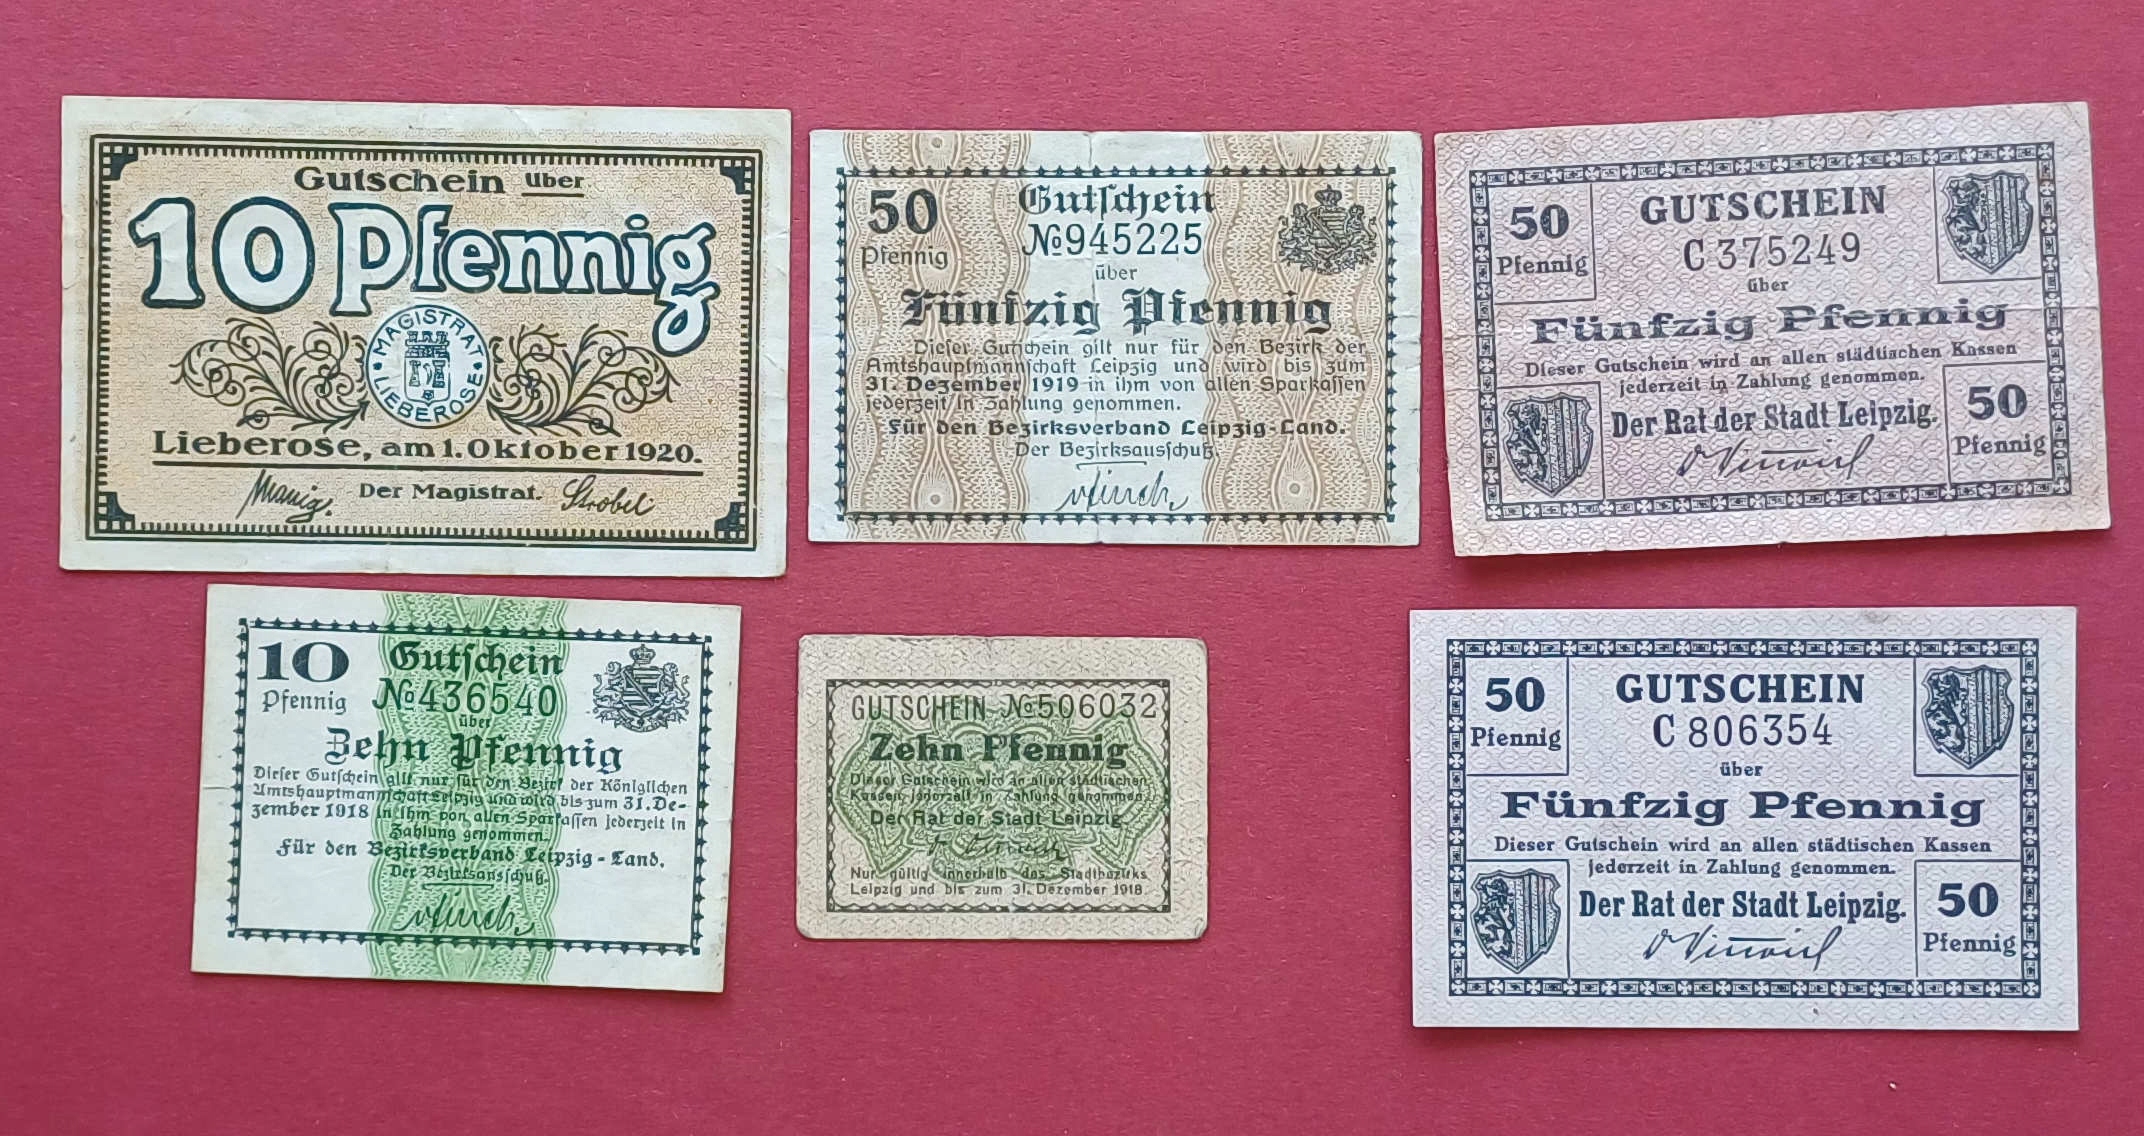 Gutschein über
10 Pfennig
MAGISTRAT
LIEBEROSE
Lieberose, am 1. Oktober 1920.
Der Magistrat. Strobel
50
Pfennig
Gutschein
№945225
über
Fünfzig Pfennig
Dieser Gutschein gilt nur für den Bezirk der
Amtshauptmannschaft Leipzig und wird bis zum
31. Dezember 1919 in ihm von allen Sparkassen
jederzeit in Zahlung genommen.
Für den Bezirksverband Leipzig-Land.
Der Bezirksausschuß.
50
Pfennig
GUTSCHEIN
C 375249
über
Fünfzig Pfennig
Dieser Gutschein wird an allen städtischen Kassen
jederzeit in Zahlung genommen.
Der Rat der Stadt Leipzig.
50
Pfennig
10
Pfennig
Gutschein
№436540
über
Zehn Pfennig
Dieser Gutschein gilt nur für den Bezirk der Königlichen
Amtshauptmannschaft Leipzig und wird bis zum 31. De-
zember 1918 in ihm von allen Sparkassen jederzeit in
Zahlung genommen.
Für den Bezirksverband Leipzig-Land.
Der Bezirksausschuß.
GUTSCHEIN №506032
Zehn Pfennig
Dieser Gutschein wird an allen städtischen
Kassen jederzeit in Zahlung genommen.
Der Rat der Stadt Leipzig
Nur gültig innerhalb des Stadtbezirks
Leipzig und bis zum 31. Dezember 1918.
50
Pfennig
GUTSCHEIN
C 806354
über
Fünfzig Pfennig
Dieser Gutschein wird an allen städtischen Kassen
jederzeit in Zahlung genommen.
Der Rat der Stadt Leipzig.
50
Pfennig